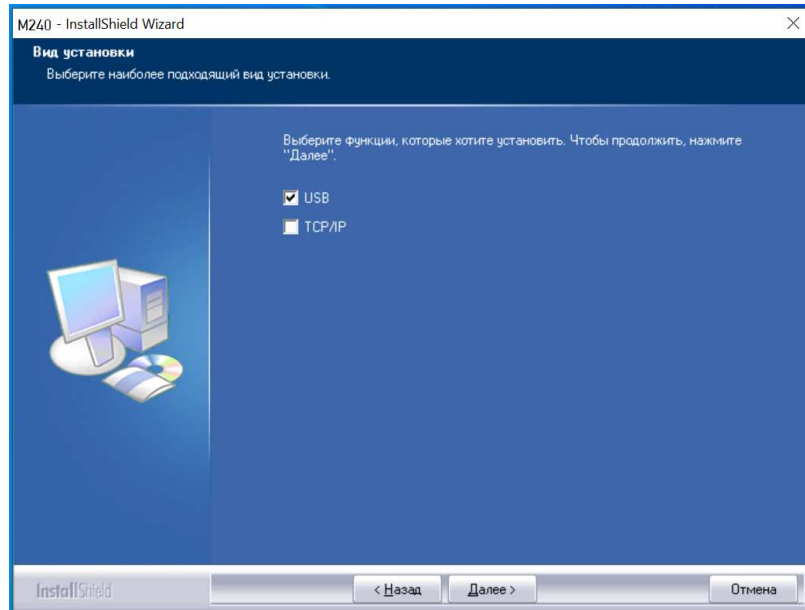 M240 - InstallShield Wizard
Вид установки
Выберите наиболее подходящий вид установки.
Выберите функции, которые хотите установить. Чтобы продолжить, нажмите
"Далее".
USB
TCP/IP
InstallShield
< Назад
Далее >
Отмена